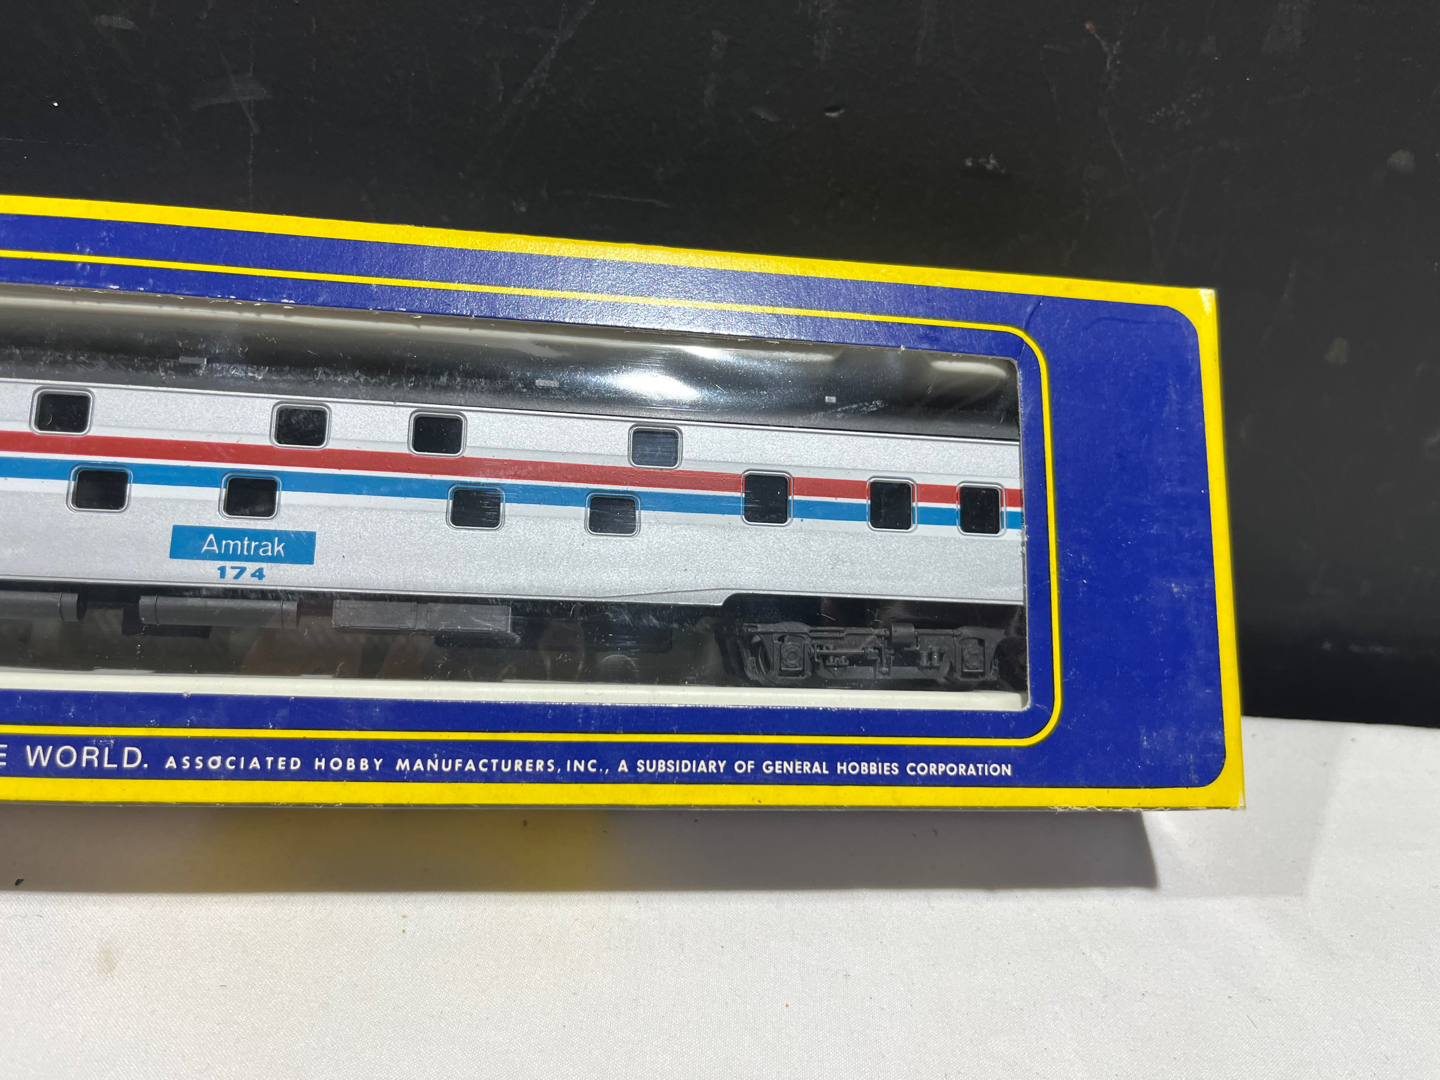 Amtrak
174
E WORLD. ASSOCIATED HOBBY MANUFACTURERS, INC., A SUBSIDIARY OF GENERAL HOBBIES CORPORATION